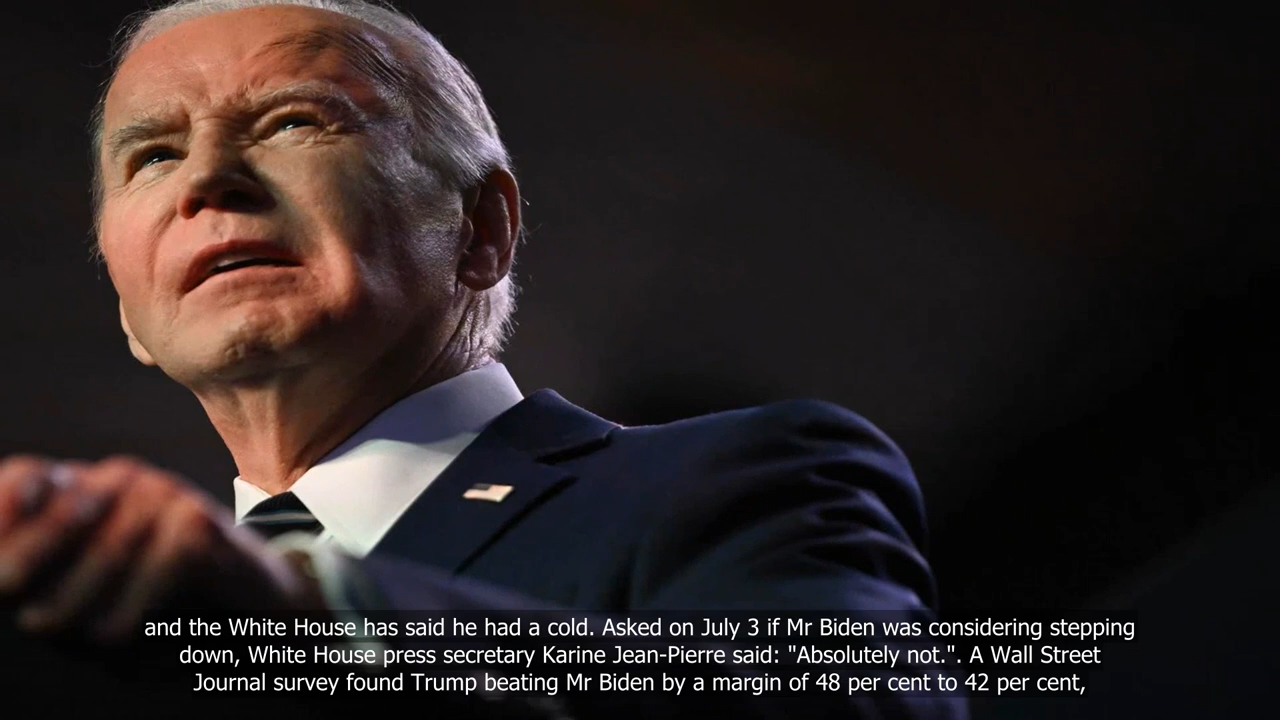 and the White House has said he had a cold. Asked on July 3 if Mr Biden was considering stepping
down, White House press secretary Karine Jean-Pierre said: "Absolutely not.". A Wall Street
Journal survey found Trump beating Mr Biden by a margin of 48 per cent to 42 per cent,